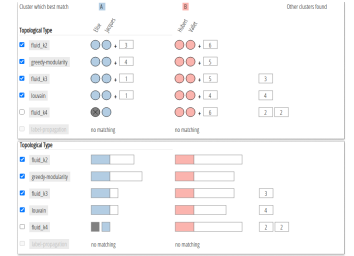 Cluster which best match A B Other clusters found
Elise Jacques Hubert Violet
Topological Type
fluid_k2 + 3 + 6
greedy-modularity + 4 + 5
fluid_k3 + 1 + 5 3
louvain + 1 + 4 4
fluid_k4 + 6 2 2
label-propagation no matching no matching
Topological Type
fluid_k2
greedy-modularity
fluid_k3 3
louvain 4
fluid_k4 2 2
label-propagation no matching no matching